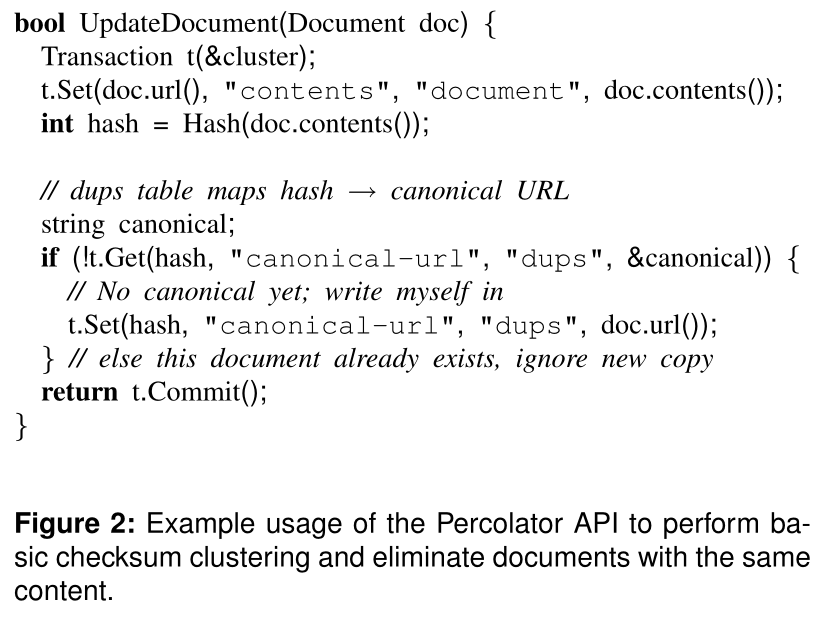 bool UpdateDocument(Document doc) {
Transaction t(&cluster);
t.Set(doc.url(), "contents", "document", doc.contents());
int hash = Hash(doc.contents());
// dups table maps hash → canonical URL
string canonical;
if (!t.Get(hash, "canonical-url", "dups", &canonical)) {
// No canonical yet; write myself in
t.Set(hash, "canonical-url", "dups", doc.url());
} // else this document already exists, ignore new copy
return t.Commit();
}
Figure 2: Example usage of the Percolator API to perform ba-
sic checksum clustering and eliminate documents with the same
content.